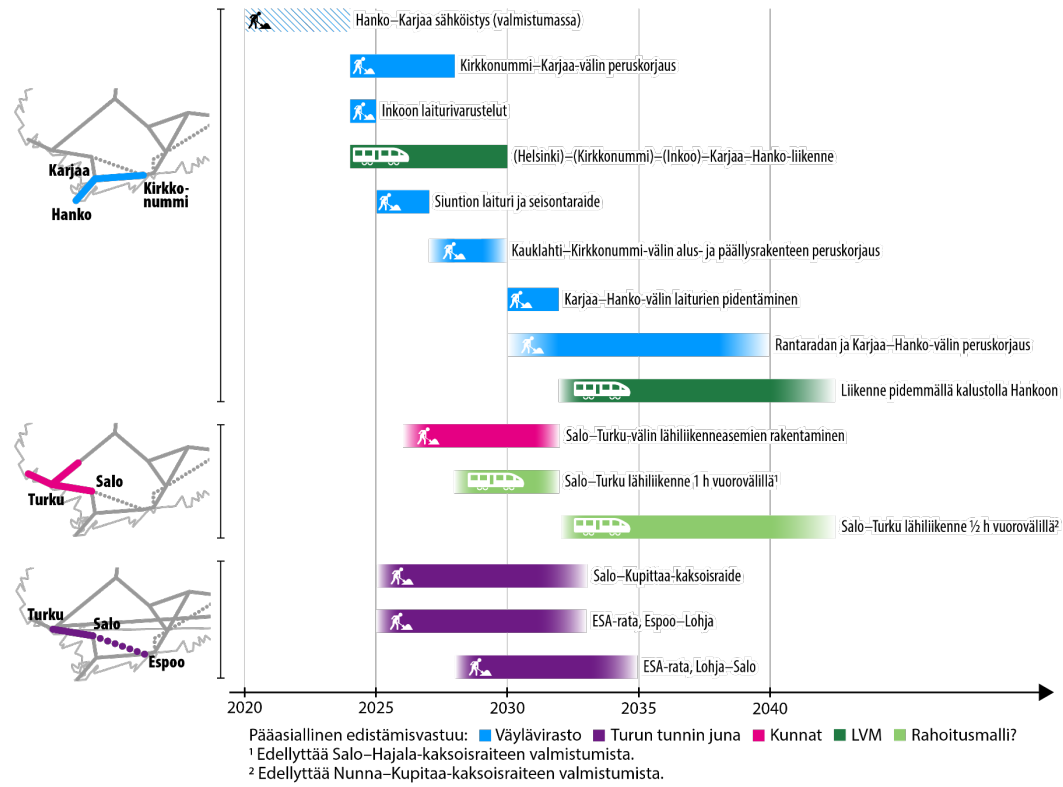 Hanko–Karjaa sähköistys (valmistumassa)
Kirkkonummi–Karjaa-välin peruskorjaus
Inkoon laiturivarustelut
(Helsinki)–(Kirkkonummi)–(Inkoo)–Karjaa–Hanko-liikenne
Karjaa
Kirkko-
nummi
Hanko
Siuntion laituri ja seisontaraide
Kauklahti–Kirkkonummi-välin alus- ja päällysrakenteen peruskorjaus
Karjaa–Hanko-välin laiturien pidentäminen
Rantaradan ja Karjaa–Hanko-välin peruskorjaus
Liikenne pidemmällä kalustolla Hankoon
Salo–Turku-välin lähiliikenneasemien rakentaminen
Salo
Turku
Salo–Turku lähiliikenne 1 h vuorovälillä¹
Salo–Turku lähiliikenne ½ h vuorovälillä²
Salo–Kupittaa-kaksoisraide
Turku
Salo
Espoo
ESA-rata, Espoo–Lohja
ESA-rata, Lohja–Salo
2020 2025 2030 2035 2040
Pääasiallinen edistämisvastuu: Väylävirasto Turun tunnin juna Kunnat LVM Rahoitusmalli?
¹ Edellyttää Salo–Hajala-kaksoisraiteen valmistumista.
² Edellyttää Nunna–Kupitaa-kaksoisraiteen valmistumista.